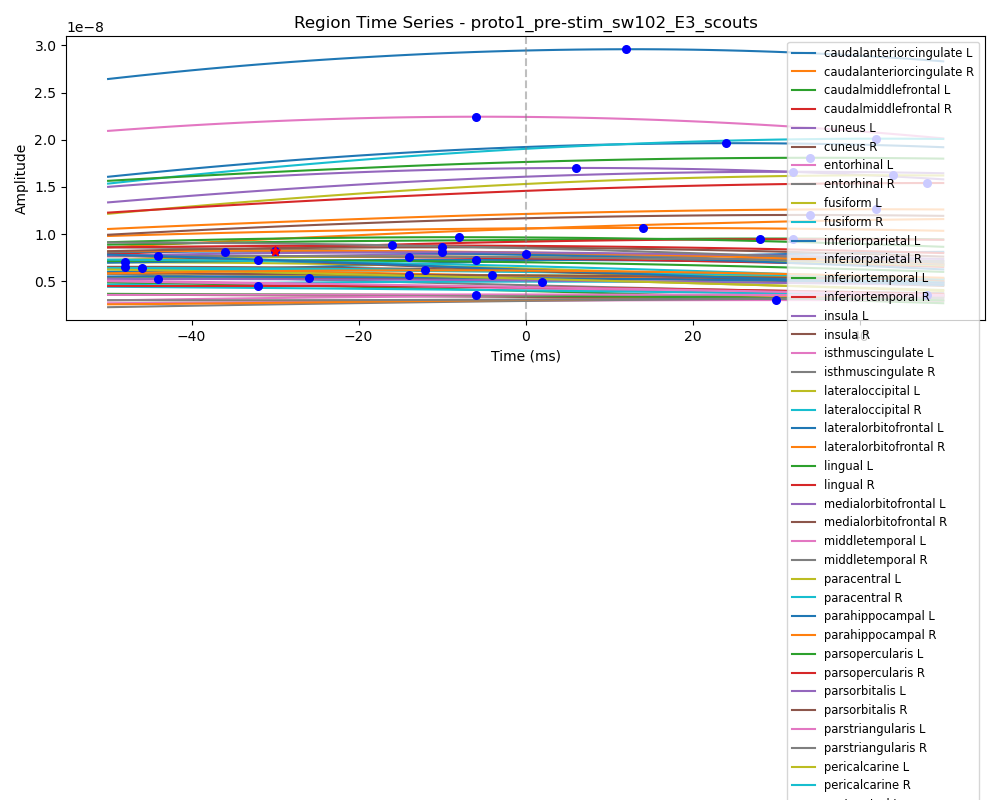 Region Time Series - proto1_pre-stim_sw102_E3_scouts
1e−8
3.0
2.5
2.0
1.5
1.0
0.5
Amplitude
−40
−20
0
20
40
Time (ms)
caudalanteriorcingulate L
caudalanteriorcingulate R
caudalmiddlefrontal L
caudalmiddlefrontal R
cuneus L
cuneus R
entorhinal L
entorhinal R
fusiform L
fusiform R
inferiorparietal L
inferiorparietal R
inferiortemporal L
inferiortemporal R
insula L
insula R
isthmuscingulate L
isthmuscingulate R
lateraloccipital L
lateraloccipital R
lateralorbitofrontal L
lateralorbitofrontal R
lingual L
lingual R
medialorbitofrontal L
medialorbitofrontal R
middletemporal L
middletemporal R
paracentral L
paracentral R
parahippocampal L
parahippocampal R
parsopercularis L
parsopercularis R
parsorbitalis L
parsorbitalis R
parstriangularis L
parstriangularis R
pericalcarine L
pericalcarine R